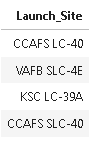 Launch_Site
CCAFS LC-40
VAFB SLC-4E
KSC LC-39A
CCAFS SLC-40